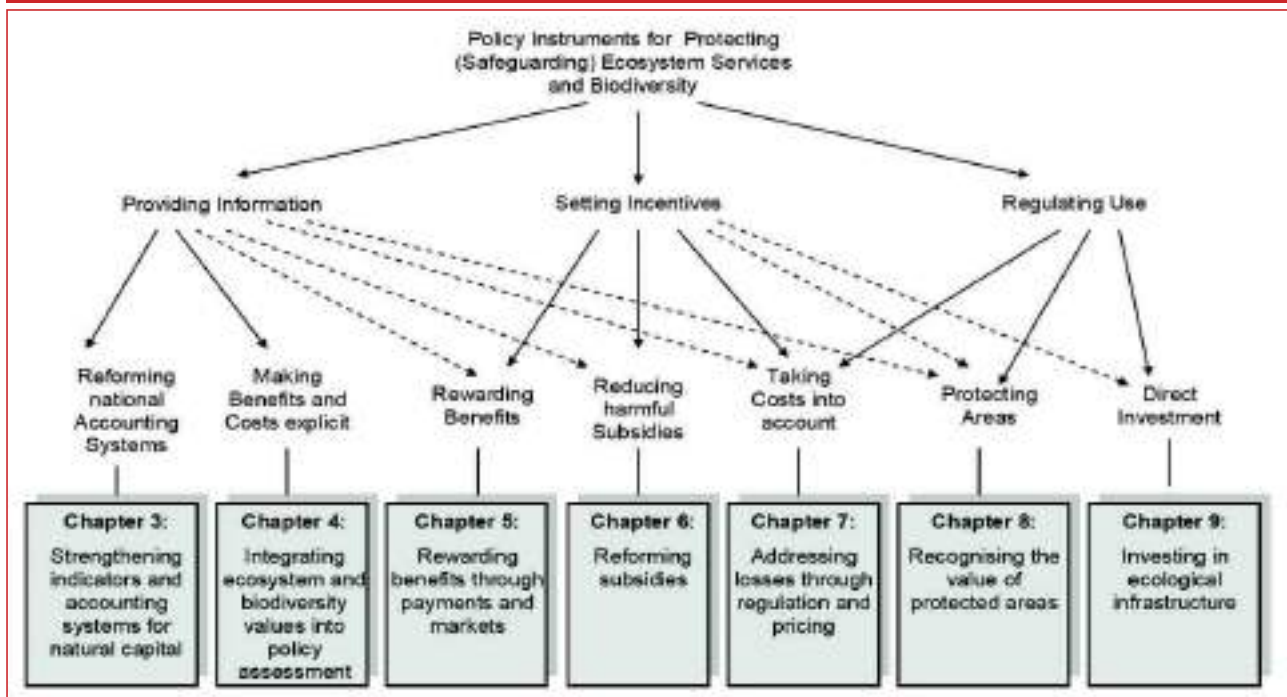 Policy Instruments for Protecting
(Safeguarding) Ecosystem Services
and Biodiversity
Providing Information
Setting Incentives
Regulating Use
Reforming
national
Accounting
Systems
Making
Benefits and
Costs explicit
Rewarding
Benefits
Reducing
harmful
Subsidies
Taking
Costs into
account
Protecting
Areas
Direct
Investment
Chapter 3:
Strengthening
indicators and
accounting
systems for
natural capital
Chapter 4:
Integrating
ecosystem and
biodiversity
values into
policy
assessment
Chapter 5:
Rewarding
benefits through
payments and
markets
Chapter 6:
Reforming
subsidies
Chapter 7:
Addressing
losses through
regulation and
pricing
Chapter 8:
Recognising the
value of
protected areas
Chapter 9:
Investing in
ecological
infrastructure